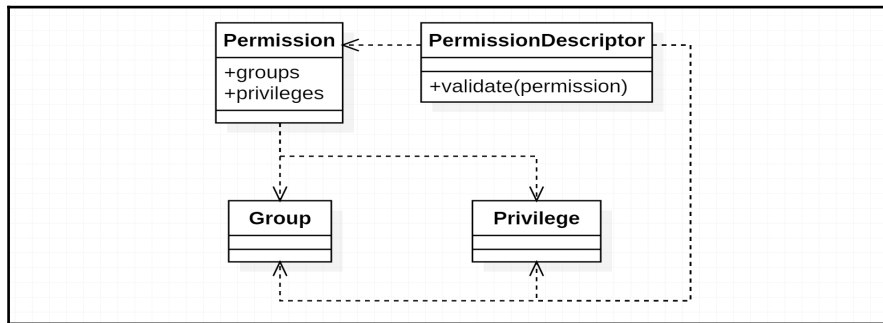 Permission
+groups
+privileges
PermissionDescriptor
+validate(permission)
Group
Privilege